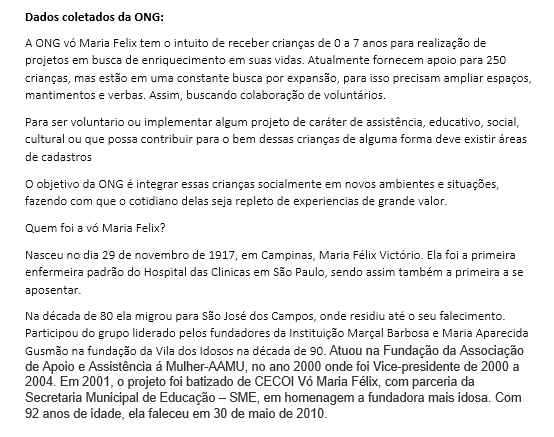 Dados coletados da ONG:
A ONG vó Maria Felix tem o intuito de receber crianças de 0 a 7 anos para realização de
projetos em busca de enriquecimento em suas vidas. Atualmente fornecem apoio para 250
crianças, mas estão em uma constante busca por expansão, para isso precisam ampliar espaços,
mantimentos e verbas. Assim, buscando colaboração de voluntários.
Para ser voluntario ou implementar algum projeto de caráter de assistência, educativo, social,
cultural ou que possa contribuir para o bem dessas crianças de alguma forma deve existir áreas
de cadastros
O objetivo da ONG é integrar essas crianças socialmente em novos ambientes e situações,
fazendo com que o cotidiano delas seja repleto de experiencias de grande valor.
Quem foi a vó Maria Felix?
Nasceu no dia 29 de novembro de 1917, em Campinas, Maria Félix Victório. Ela foi a primeira
enfermeira padrão do Hospital das Clinicas em São Paulo, sendo assim também a primeira a se
aposentar.
Na década de 80 ela migrou para São José dos Campos, onde residiu até o seu falecimento.
Participou do grupo liderado pelos fundadores da Instituição Marçal Barbosa e Maria Aparecida
Gusmão na fundação da Vila dos Idosos na década de 90. Atuou na Fundação da Associação
de Apoio e Assistência á Mulher-AAMU, no ano 2000 onde foi Vice-presidente de 2000 a
2004. Em 2001, o projeto foi batizado de CECOI Vó Maria Félix, com parceria da
Secretaria Municipal de Educação – SME, em homenagem a fundadora mais idosa. Com
92 anos de idade, ela faleceu em 30 de maio de 2010.